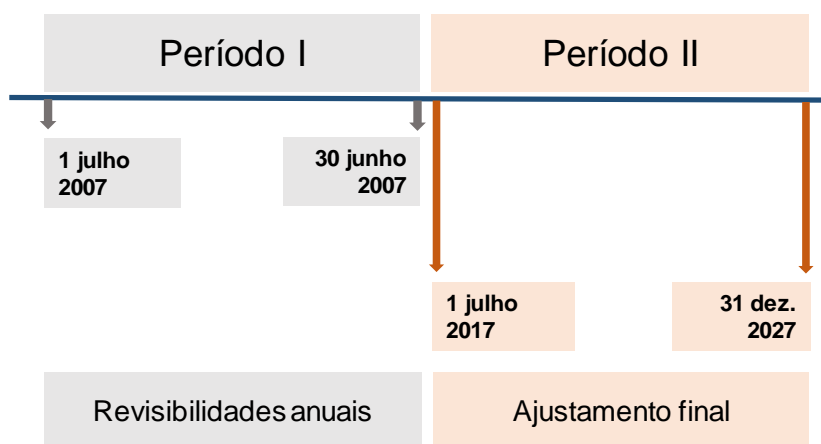 Período I
Período II
1 julho
2007
30 junho
2007
1 julho
2017
31 dez.
2027
Revisibilidades anuais
Ajustamento final